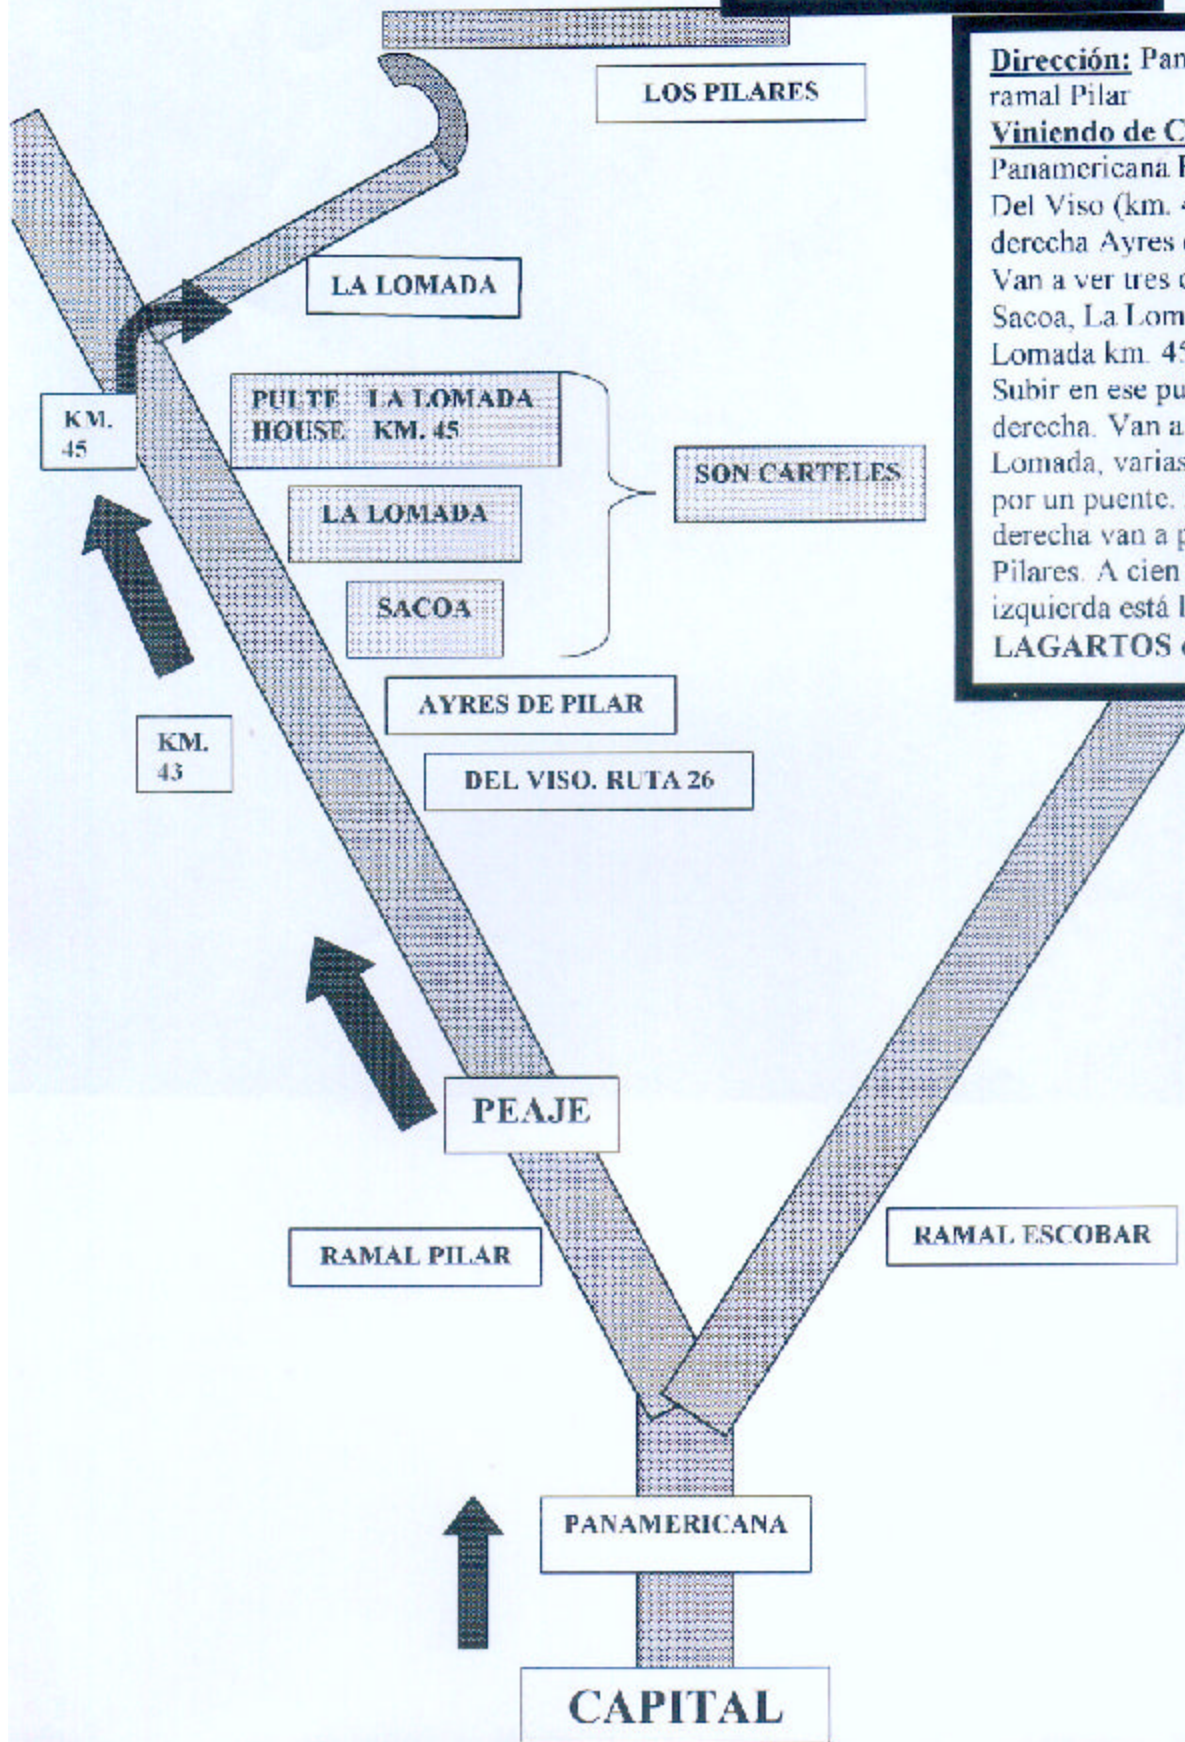 LOS PILARES
Dirección:
ramal Pilar
Viniendo de
Panamericana
Del Viso (km.
derecha Ayres
Van a ver tres
Sacoa, La
Lomada km. 45
Subir en ese
derecha. Van a
Lomada, varias
por un puente.
derecha van a
Pilares. A cien
izquierda está
LAGARTOS
LA LOMADA
PULTE LA LOMADA
HOUSE KM. 45
KM.
45
SON CARTELES
LA LOMADA
SACOA
AYRES DE PILAR
KM.
43
DEL VISO. RUTA 26
PEAJE
RAMAL PILAR
RAMAL ESCOBAR
PANAMERICANA
CAPITAL